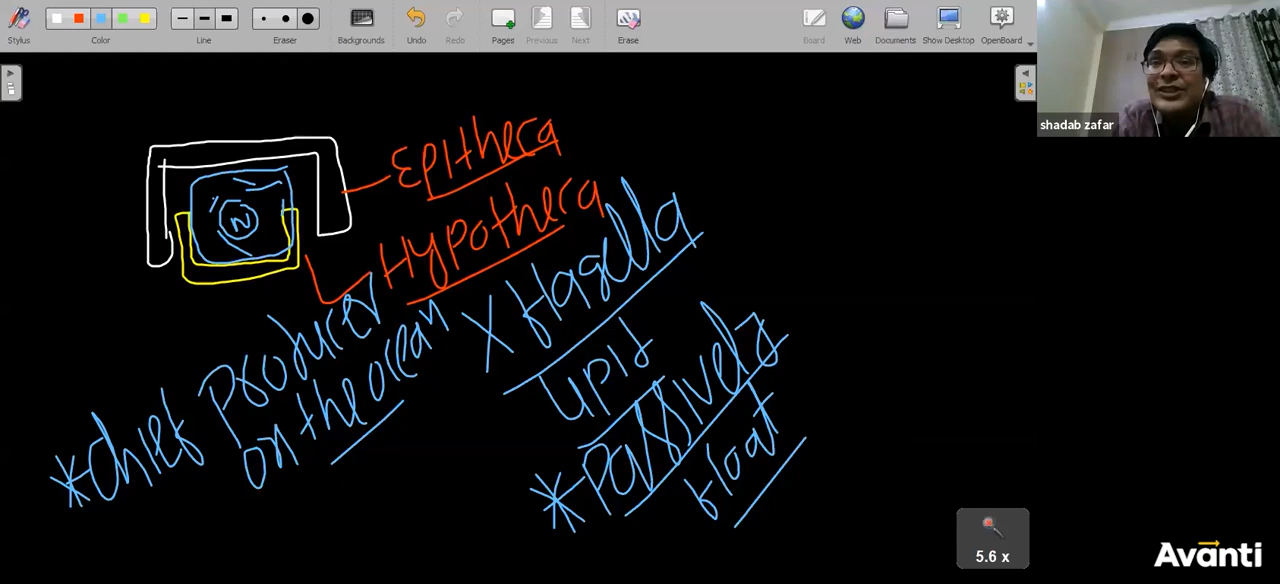 Stylus
Color
Line
Eraser
Backgrounds
Undo
Redo
Pages
Previous
Next
Erase
Board
Web
Documents
Show Desktop
OpenBoard
shadab zafar
Epithera
Hypothera
N
X flagella
Lipid
*Chief Producer
on the ocean
*Passively
float
5.6 x
Avanti